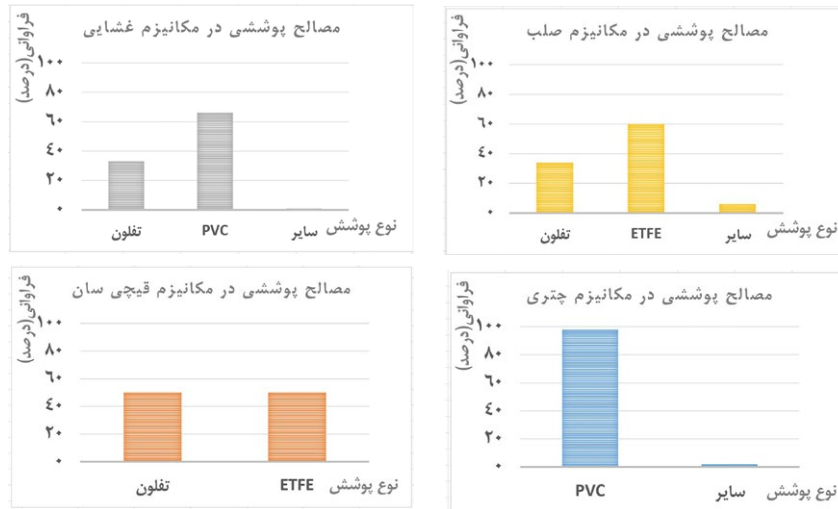 مصالح پوششی در مکانیزم غشایی
فراوانی(درصد)
۱۰۰
۸۰
۶۰
۴۰
۲۰
۰
تفلون
PVC
سایر
نوع پوشش
مصالح پوششی در مکانیزم صلب
فراوانی(درصد)
۱۰۰
۸۰
۶۰
۴۰
۲۰
۰
تفلون
ETFE
سایر
نوع پوشش
مصالح پوششی در مکانیزم قیچی سان
فراوانی(درصد)
۱۰۰
۸۰
۶۰
۴۰
۲۰
۰
تفلون
ETFE
نوع پوشش
مصالح پوششی در مکانیزم چتری
فراوانی(درصد)
۱۰۰
۸۰
۶۰
۴۰
۲۰
۰
PVC
سایر
نوع پوشش